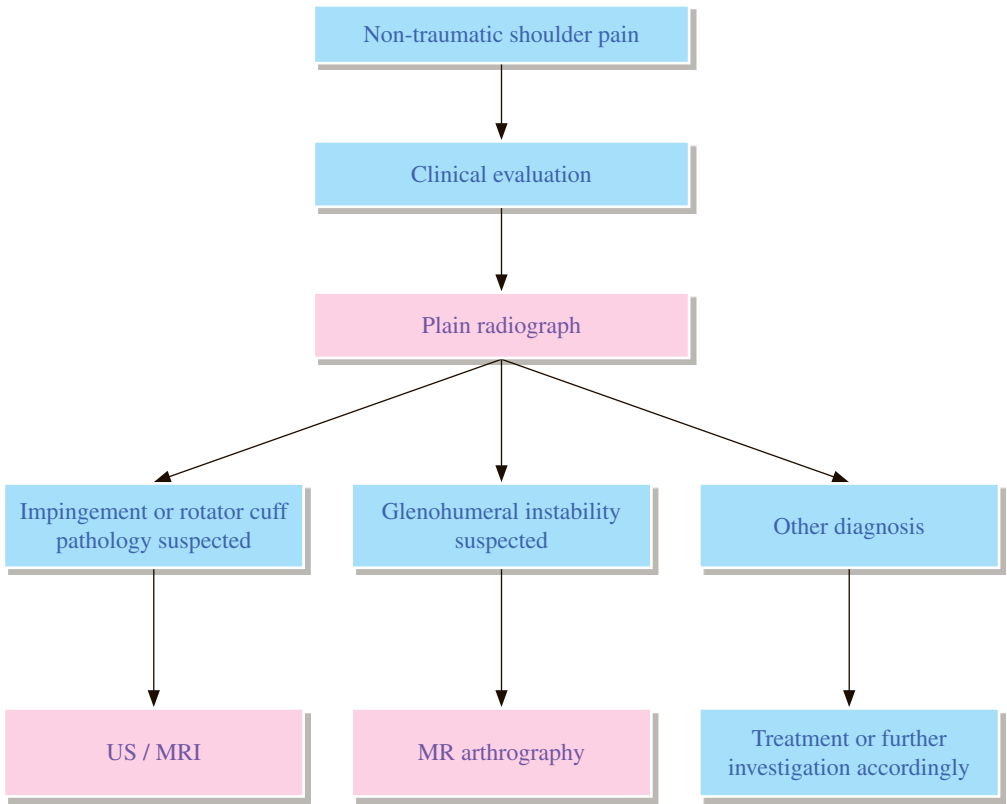 Non-traumatic shoulder pain
Clinical evaluation
Plain radiograph
Impingement or rotator cuff
pathology suspected
Glenohumeral instability
suspected
Other diagnosis
US / MRI
MR arthrography
Treatment or further
investigation accordingly